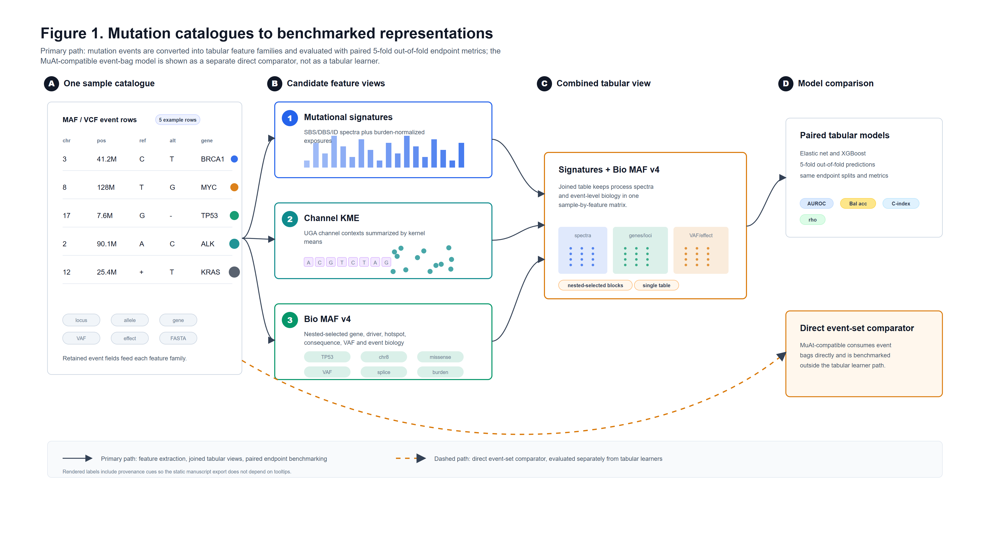 Figure 1. Mutation catalogues to benchmarked representations
Primary path: mutation events are converted into tabular feature families and evaluated with paired 5-fold out-of-fold endpoint metrics; the
MuAt-compatible event-bag model is shown as a separate direct comparator, not as a tabular learner.
A One sample catalogue
MAF / VCF event rows 5 example rows
chr pos ref alt gene
3 41.2M C T BRCA1
8 128M T G MYC
17 7.6M G - TP53
2 90.1M A C ALK
12 25.4M + T KRAS
locus allele gene
VAF effect FASTA
Retained event fields feed each feature family.
B Candidate feature views
1 Mutational signatures
SBS/DBS/ID spectra plus burden-normalized
exposures
2 Channel KME
UGA channel contexts summarized by kernel
means
A C G T C T A G
3 Bio MAF v4
Nested-selected gene, driver, hotspot,
consequence, VAF and event biology
TP53 chr8 missense
VAF splice burden
C Combined tabular view
Signatures + Bio MAF v4
Joined table keeps process spectra
and event-level biology in one
sample-by-feature matrix.
spectra genes/loci VAF/effect
nested-selected blocks single table
D Model comparison
Paired tabular models
Elastic net and XGBoost
5-fold out-of-fold predictions
same endpoint splits and metrics
AUROC Bal acc C-index
rho
Direct event-set comparator
MuAt-compatible consumes event
bags directly and is benchmarked
outside the tabular learner path.
Primary path: feature extraction, joined tabular views, paired endpoint benchmarking
Dashed path: direct event-set comparator, evaluated separately from tabular learners
Rendered labels include provenance cues so the static manuscript export does not depend on tooltips.